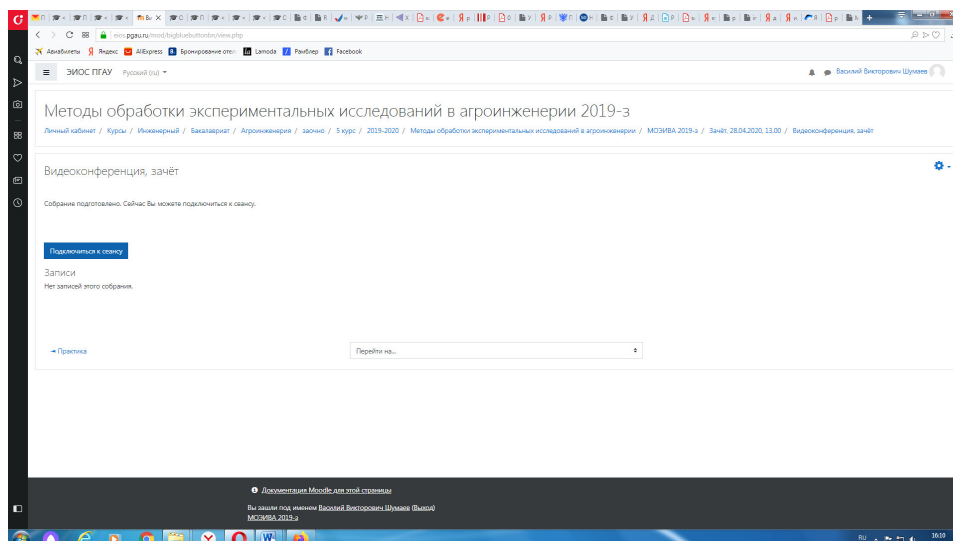 eios.pgau.ru/mod/bigbluebuttonbn/view.php
Авиабилеты Яндекс AliExpress Бронирование отел Lamoda Рамблер Facebook
ЭИОС ПГАУ Русский (ru)
Василий Викторович Шумаев
Методы обработки экспериментальных исследований в агроинженерии 2019-з
Личный кабинет / Курсы / Инженерный / Бакалавриат / Агроинженерия / заочно / 5 курс / 2019-2020 / Методы обработки экспериментальных исследований в агроинженерии / МОЭИВА 2019-з / Зачёт, 28.04.2020, 13.00 / Видеоконференция, зачёт
Видеоконференция, зачёт
Собрание подготовлено. Сейчас Вы можете подключиться к сеансу.
Подключиться к сеансу
Записи
Нет записей этого собрания.
◄ Практика
Перейти на...
Документация Moodle для этой страницы
Вы зашли под именем Василий Викторович Шумаев (Выход)
МОЭИВА 2019-з
RU 16:10